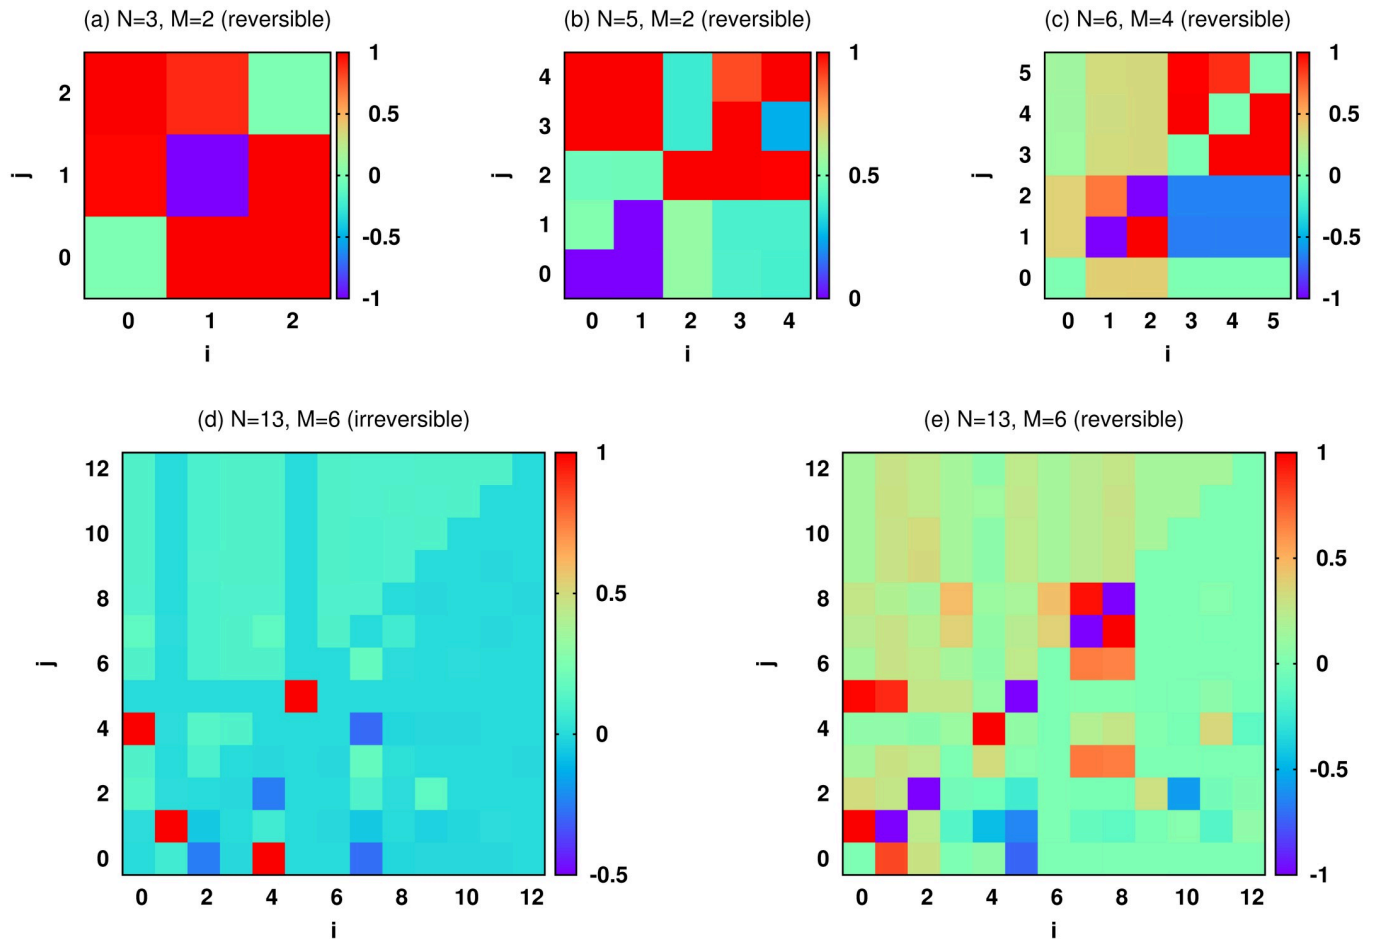 (a) N=3, M=2 (reversible)
(b) N=5, M=2 (reversible)
(c) N=6, M=4 (reversible)
2
1
0
j
0 1 2
i
1
0.5
0
-0.5
-1
4
3
2
1
0
j
0 1 2 3 4
i
1
0.5
0
5
4
3
2
1
0
j
0 1 2 3 4 5
i
1
0.5
0
-0.5
-1
(d) N=13, M=6 (irreversible)
12
10
8
6
4
2
0
j
0 2 4 6 8 10 12
i
1
0.5
0
-0.5
(e) N=13, M=6 (reversible)
12
10
8
6
4
2
0
j
0 2 4 6 8 10 12
i
1
0.5
0
-0.5
-1